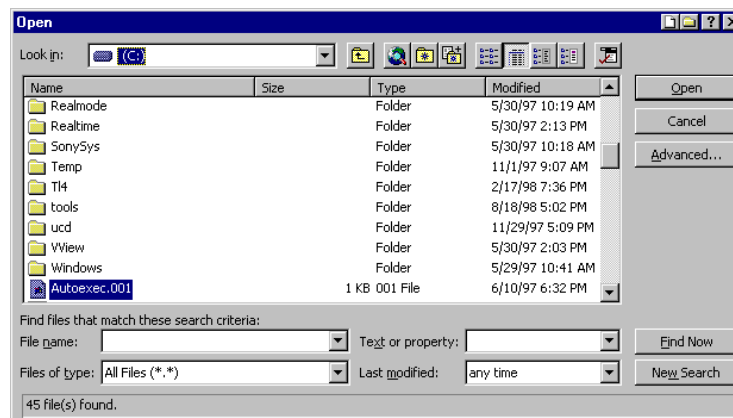 Open
Look in: (C:)
Name Size Type Modified
Realmode Folder 5/30/97 10:19 AM
Realtime Folder 5/30/97 2:13 PM
SonySys Folder 5/30/97 10:18 AM
Temp Folder 11/1/97 9:07 AM
Tl4 Folder 2/17/98 7:36 PM
tools Folder 8/18/98 5:02 PM
ucd Folder 11/29/97 5:09 PM
VView Folder 5/30/97 2:03 PM
Windows Folder 5/29/97 10:41 AM
Autoexec.001 1 KB 001 File 6/10/97 6:32 PM
Open
Cancel
Advanced...
Find files that match these search criteria:
File name: Text or property: Find Now
Files of type: All Files (*.*) Last modified: any time New Search
45 file(s) found.